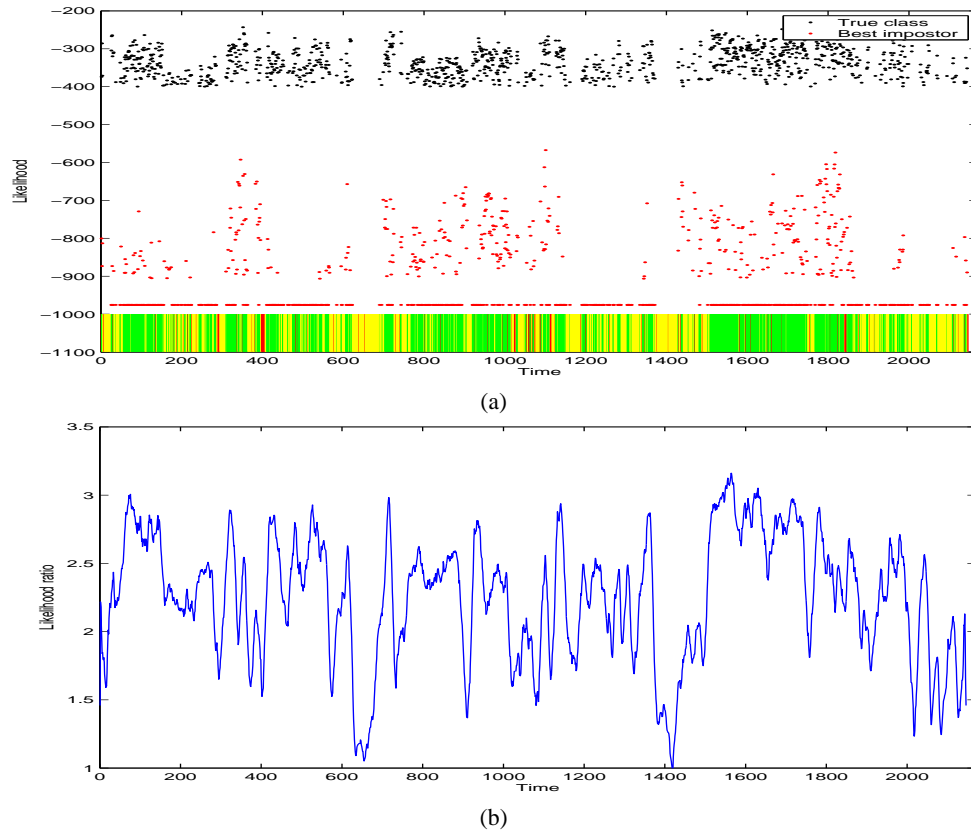 −200
True class
Best impostor
−300
−400
−500
Likelihood
−600
−700
−800
−900
−1000
−1100
0 200 400 600 800 1000 1200 1400 1600 1800 2000
Time
(a)
3.5
3
2.5
Likelihood ratio
2
1.5
1
0 200 400 600 800 1000 1200 1400 1600 1800 2000
Time
(b)